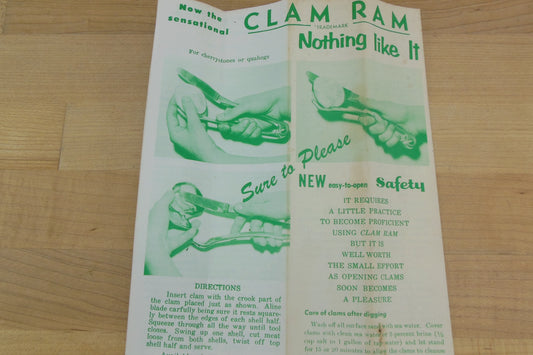 Now the
sensational
CLAM RAM
TRADEMARK
Nothing like It
For cherrystones or quahogs
Sure to Please
NEW easy-to-open Safety
IT REQUIRES
A LITTLE PRACTICE
TO BECOME PROFICIENT
USING CLAM RAM
BUT IT IS
WELL WORTH
THE SMALL EFFORT
AS OPENING CLAMS
SOON BECOMES
A PLEASURE
DIRECTIONS
Insert clam with the crook part of
the clam placed just as shown. Aline
blade carfully being sure it rests square-
ly between the edges of each shell half.
Squeeze through all the way until tool
closes. Swing up one shell, cut meat
loose from both shells, twist off top
shell half and serve.
Care of clams after digging
Wash off all surface sand with sea water. Cover
clams with clean sea water or 3 percent brine (⅓
cup salt to 1 gallon of tap water) and let stand
for 15 or 20 minutes to allow the clams to cleanse